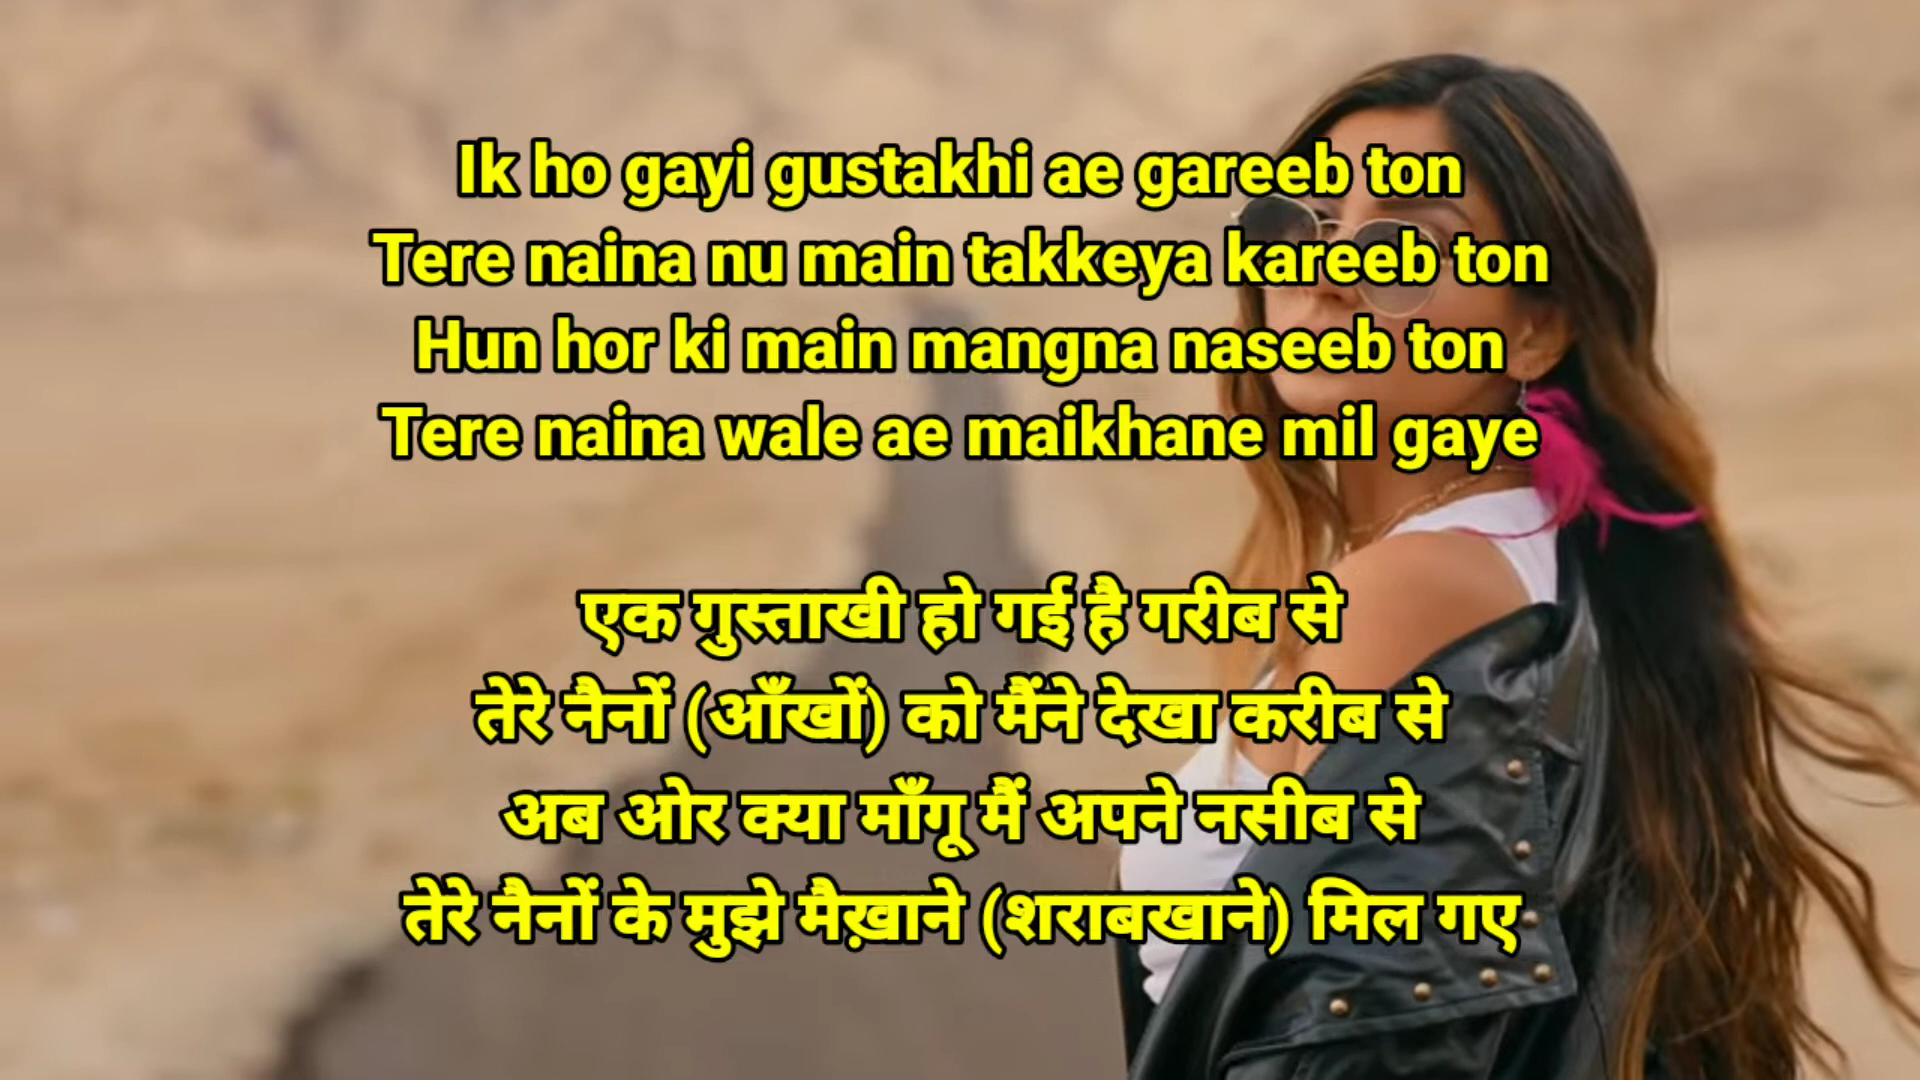 Ik ho gayi gustakhi ae gareeb ton
Tere naina nu main takkeya kareeb ton
Hun hor ki main mangna naseeb ton
Tere naina wale ae maikhane mil gaye
एक गुस्ताखी हो गई है गरीब से
तेरे नैनों (आँखों) को मैंने देखा करीब से
अब ओर क्या माँगू मैं अपने नसीब से
तेरे नैनों के मुझे मैख़ाने (शराबखाने) मिल गए